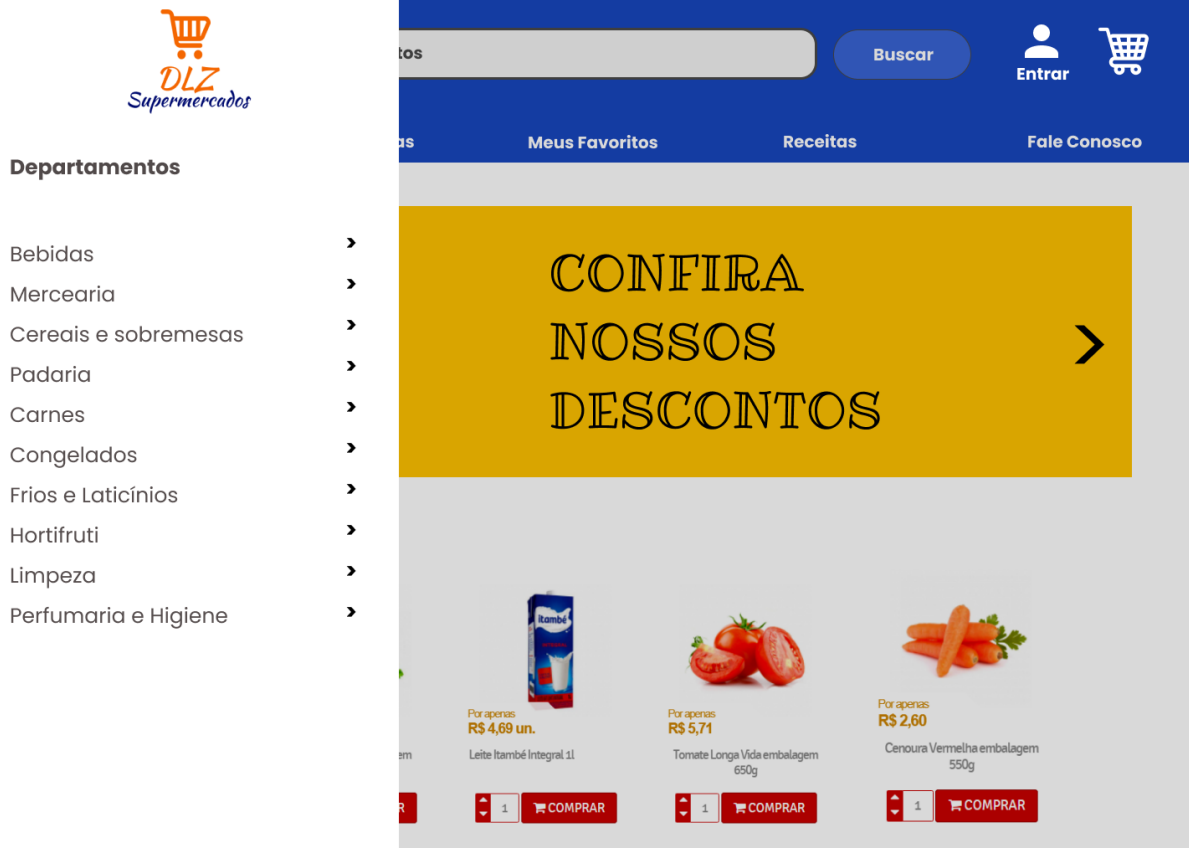 DLZ
Supermercados
Buscar
Entrar
Meus Favoritos
Receitas
Fale Conosco
Departamentos
Bebidas
Mercearia
Cereais e sobremesas
Padaria
Carnes
Congelados
Frios e Laticínios
Hortifruti
Limpeza
Perfumaria e Higiene
CONFIRA
NOSSOS
DESCONTOS
itambé
Por apenas
R$ 4,69 un.
Leite Itambé Integral 1l
1
COMPRAR
Por apenas
R$ 5,71
Tomate Longa Vida embalagem
650g
1
COMPRAR
Por apenas
R$ 2,60
Cenoura Vermelha embalagem
550g
1
COMPRAR